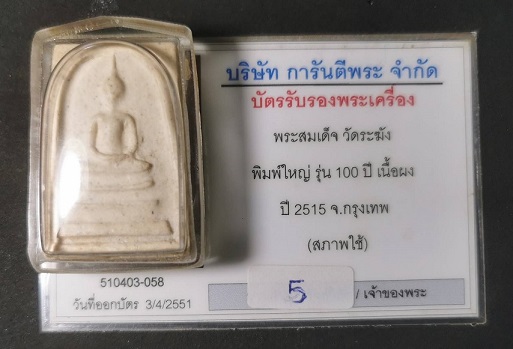 บริษัท การันตีพระ จำกัด
บัตรรับรองพระเครื่อง
พระสมเด็จ วัดระฆัง
พิมพ์ใหญ่ รุ่น 100 ปี เนื้อผง
ปี 2515 จ.กรุงเทพ
(สภาพใช้)
510403-058
5 / เจ้าของพระ
วันที่ออกบัตร 3/4/2551